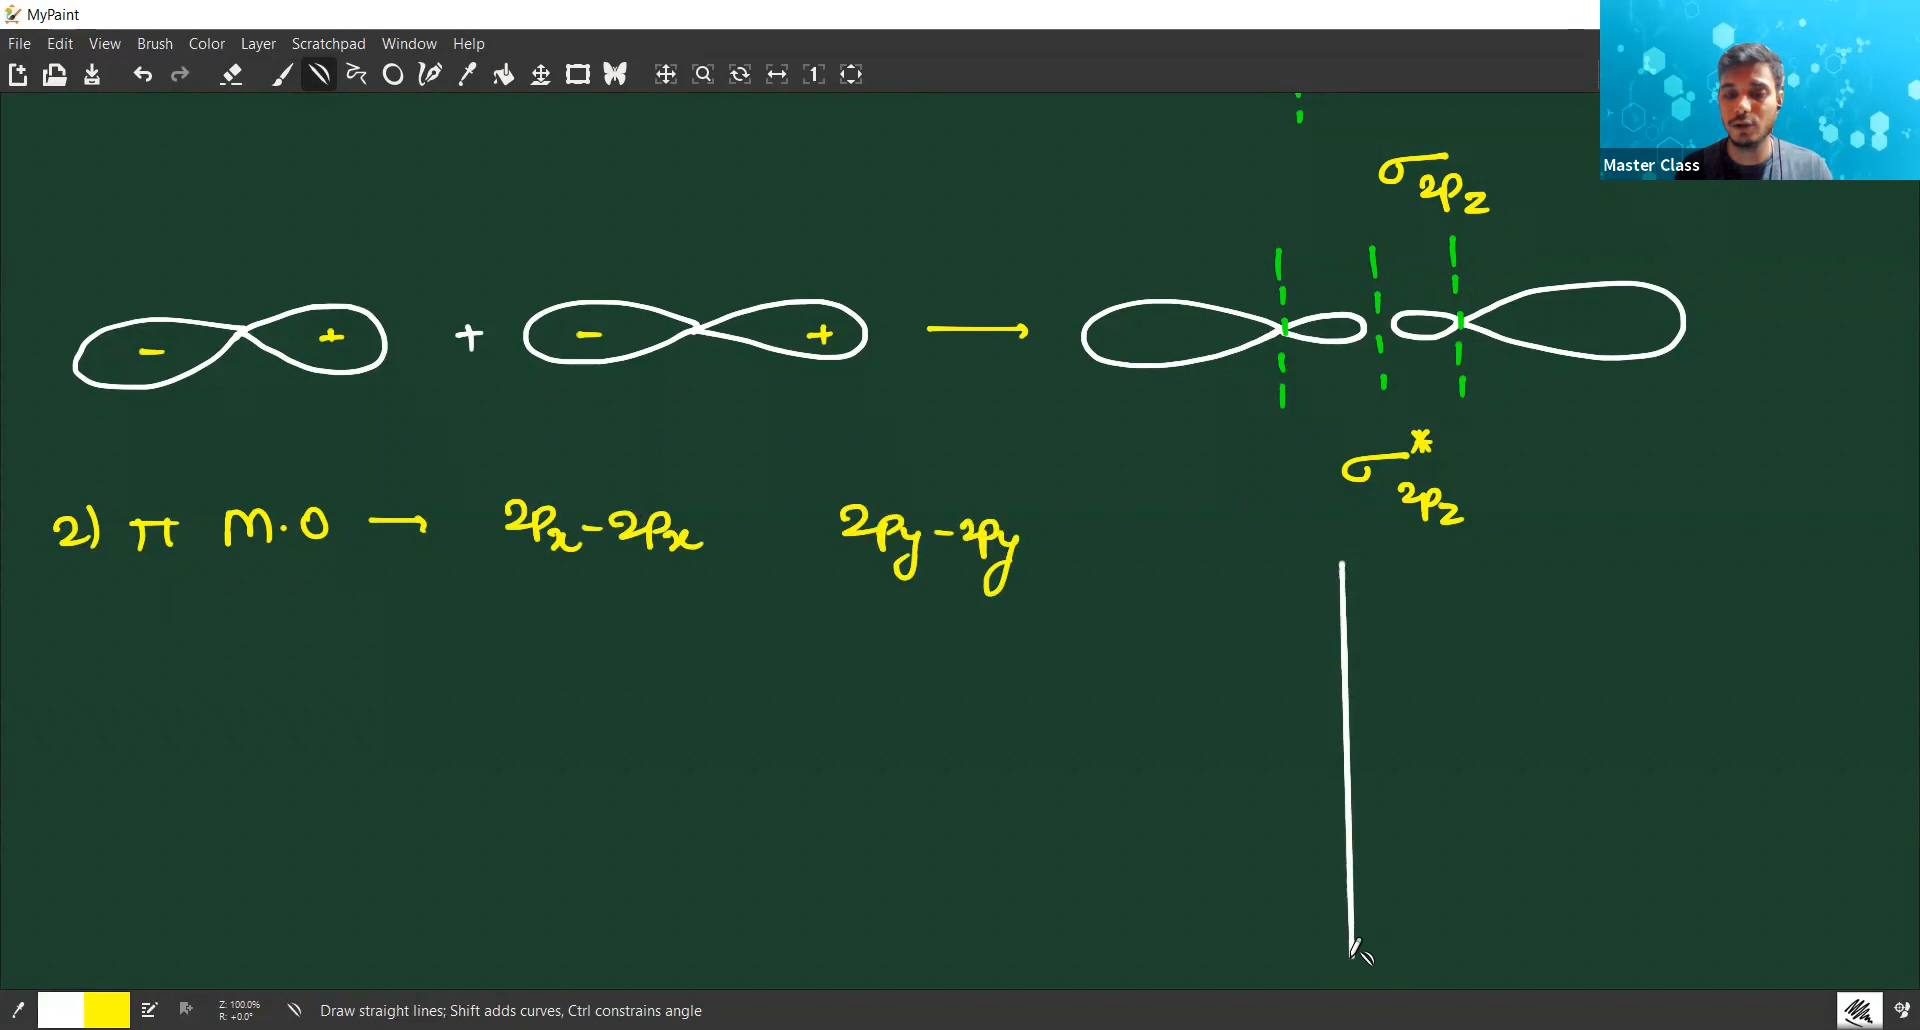 MyPaint
File Edit View Brush Color Layer Scratchpad Window Help
1
Master Class
σ 2pz
- + + - + →
σ* 2pz
2) π M.O — 2px-2px 2py-2py
Z: 100.0%
R: +0.0°
Draw straight lines; Shift adds curves, Ctrl constrains angle